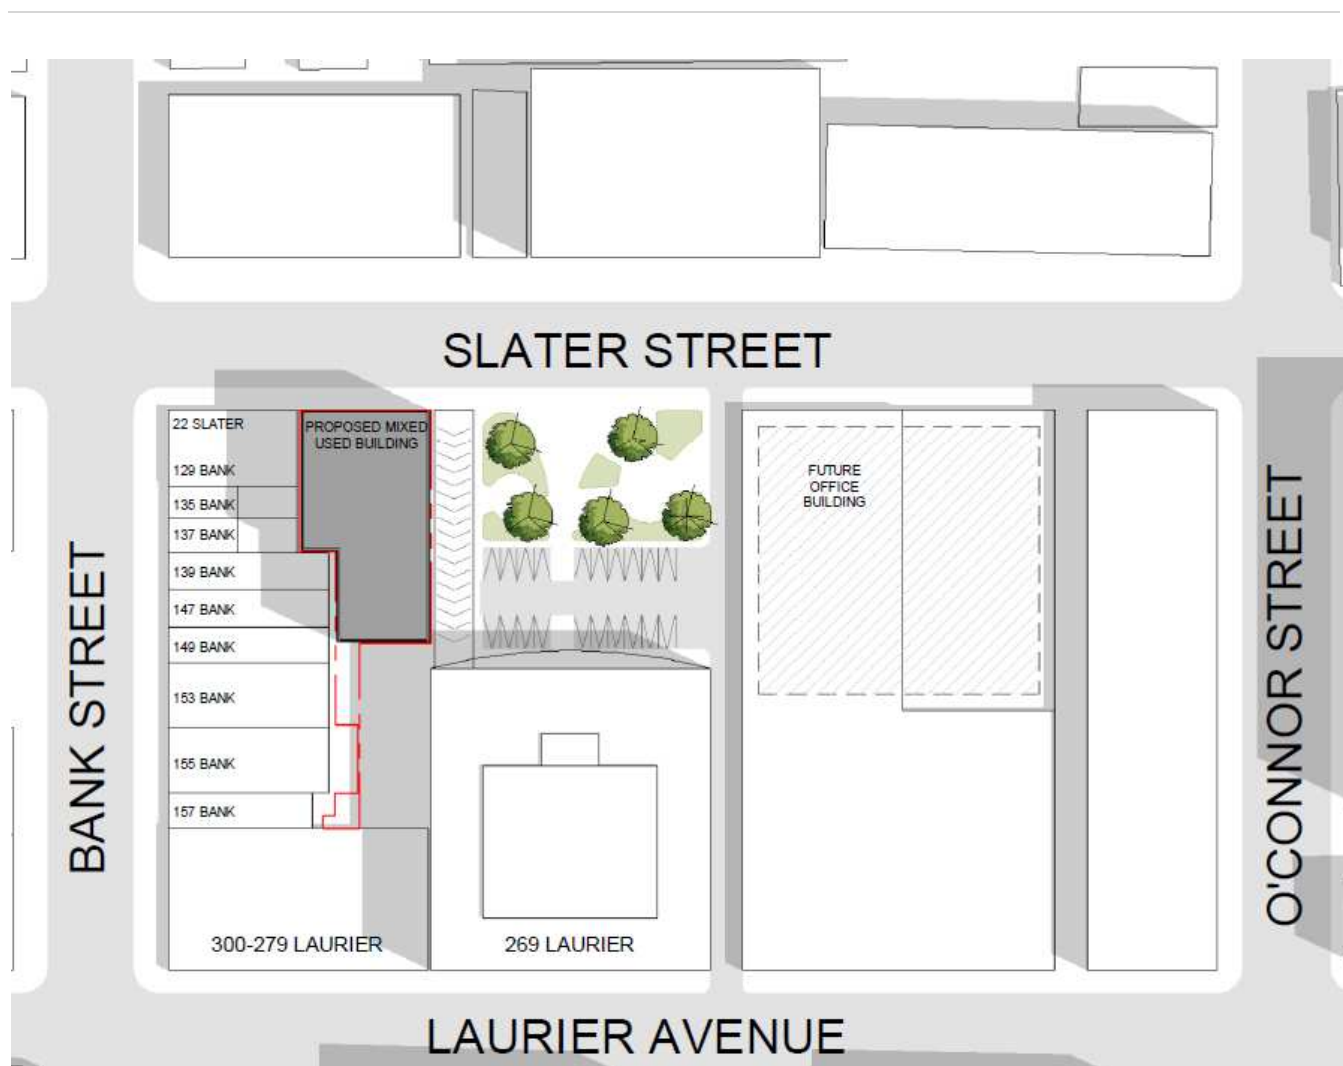 SLATER STREET
22 SLATER
PROPOSED MIXED
USED BUILDING
129 BANK
135 BANK
137 BANK
139 BANK
147 BANK
149 BANK
153 BANK
155 BANK
157 BANK
FUTURE
OFFICE
BUILDING
BANK STREET
O'CONNOR STREET
300-279 LAURIER
269 LAURIER
LAURIER AVENUE